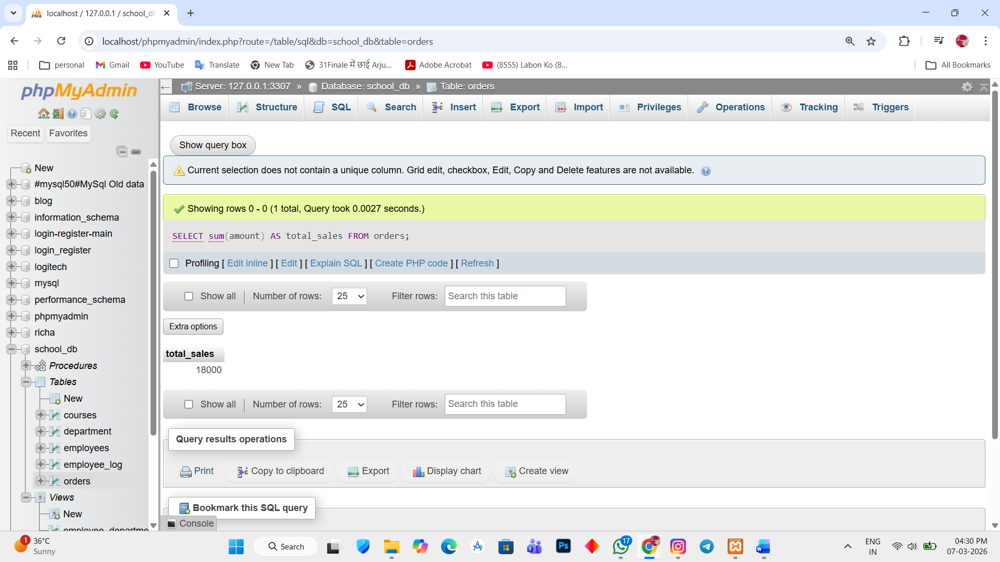 localhost / 127.0.0.1 / school_db
localhost/phpmyadmin/index.php?route=/table/sql&db=school_db&table=orders
personal
Gmail
YouTube
Translate
New Tab
31Finale में छाई Arju...
Adobe Acrobat
(8555) Labon Ko (8...
All Bookmarks
phpMyAdmin
Recent
Favorites
New
#mysql50#MySql Old data
blog
information_schema
login-register-main
login_register
logitech
mysql
performance_schema
phpmyadmin
richa
school_db
Procedures
Tables
New
courses
department
employees
employee_log
orders
Views
New
employee_departme
Server: 127.0.0.1:3307 » Database: school_db » Table: orders
Browse
Structure
SQL
Search
Insert
Export
Import
Privileges
Operations
Tracking
Triggers
Show query box
Current selection does not contain a unique column. Grid edit, checkbox, Edit, Copy and Delete features are not available.
Showing rows 0 - 0 (1 total, Query took 0.0027 seconds.)
SELECT sum(amount) AS total_sales FROM orders;
Profiling [ Edit inline ] [ Edit ] [ Explain SQL ] [ Create PHP code ] [ Refresh ]
Show all
Number of rows: 25
Filter rows: Search this table
Extra options
total_sales
18000
Show all
Number of rows: 25
Filter rows: Search this table
Query results operations
Print
Copy to clipboard
Export
Display chart
Create view
Bookmark this SQL query
Console
1
36°C
Sunny
Search
Ps
17
ENG
IN
04:30 PM
07-03-2026